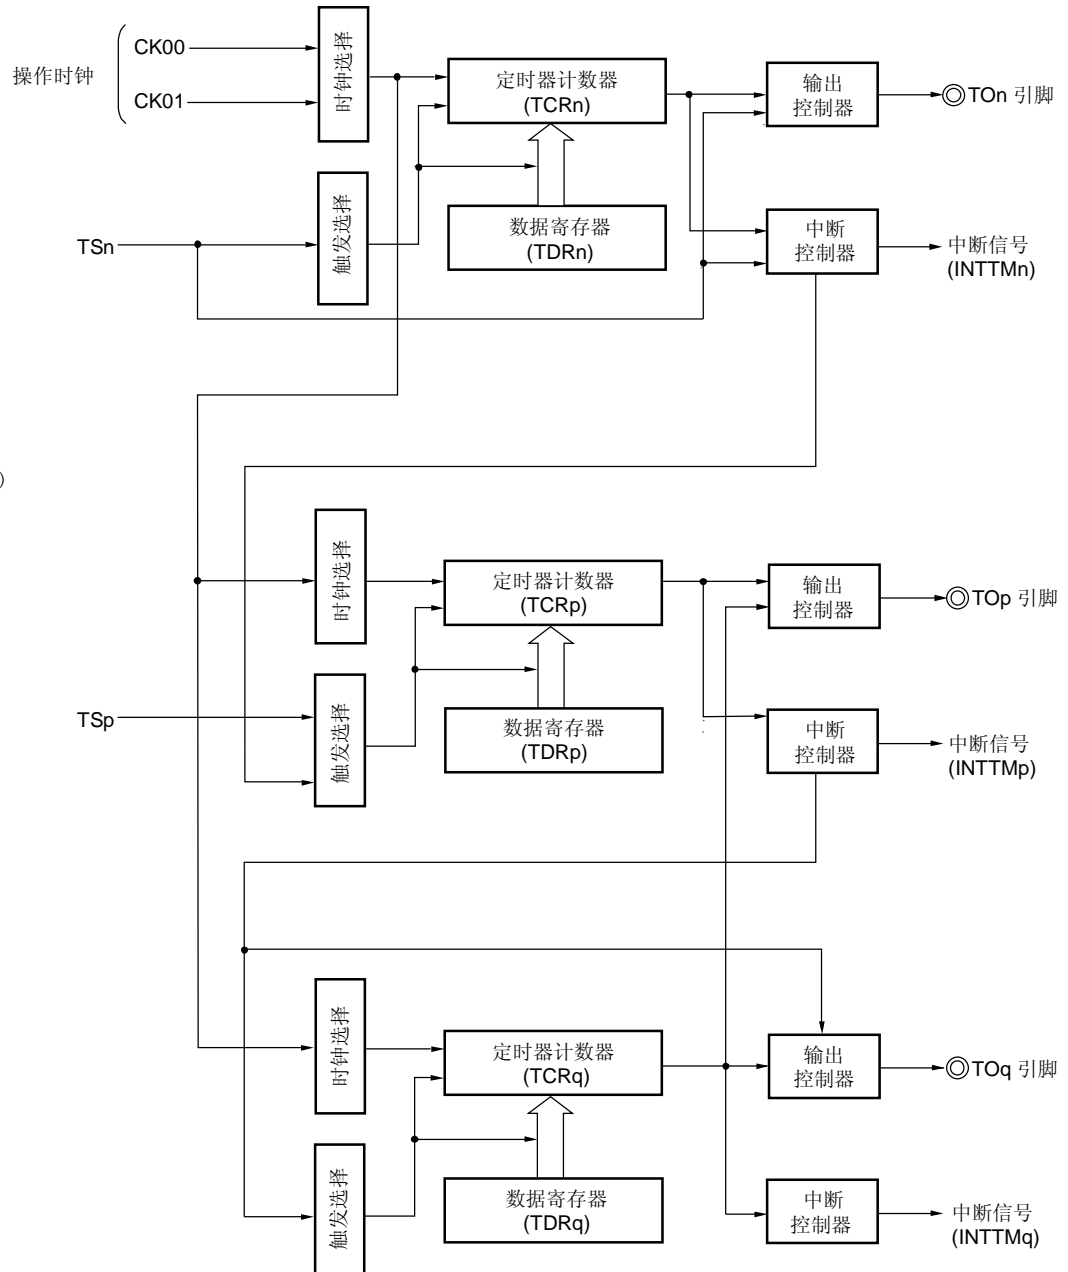 操作时钟
CK00
CK01
时钟选择
定时器计数器
(TCRn)
输出
控制器
TOn 引脚
TSn
触发选择
数据寄存器
(TDRn)
中断
控制器
中断信号
(INTTMn)
)
时钟选择
定时器计数器
(TCRp)
输出
控制器
TOp 引脚
TSp
触发选择
数据寄存器
(TDRp)
中断
控制器
中断信号
(INTTMp)
时钟选择
定时器计数器
(TCRq)
输出
控制器
TOq 引脚
触发选择
数据寄存器
(TDRq)
中断
控制器
中断信号
(INTTMq)